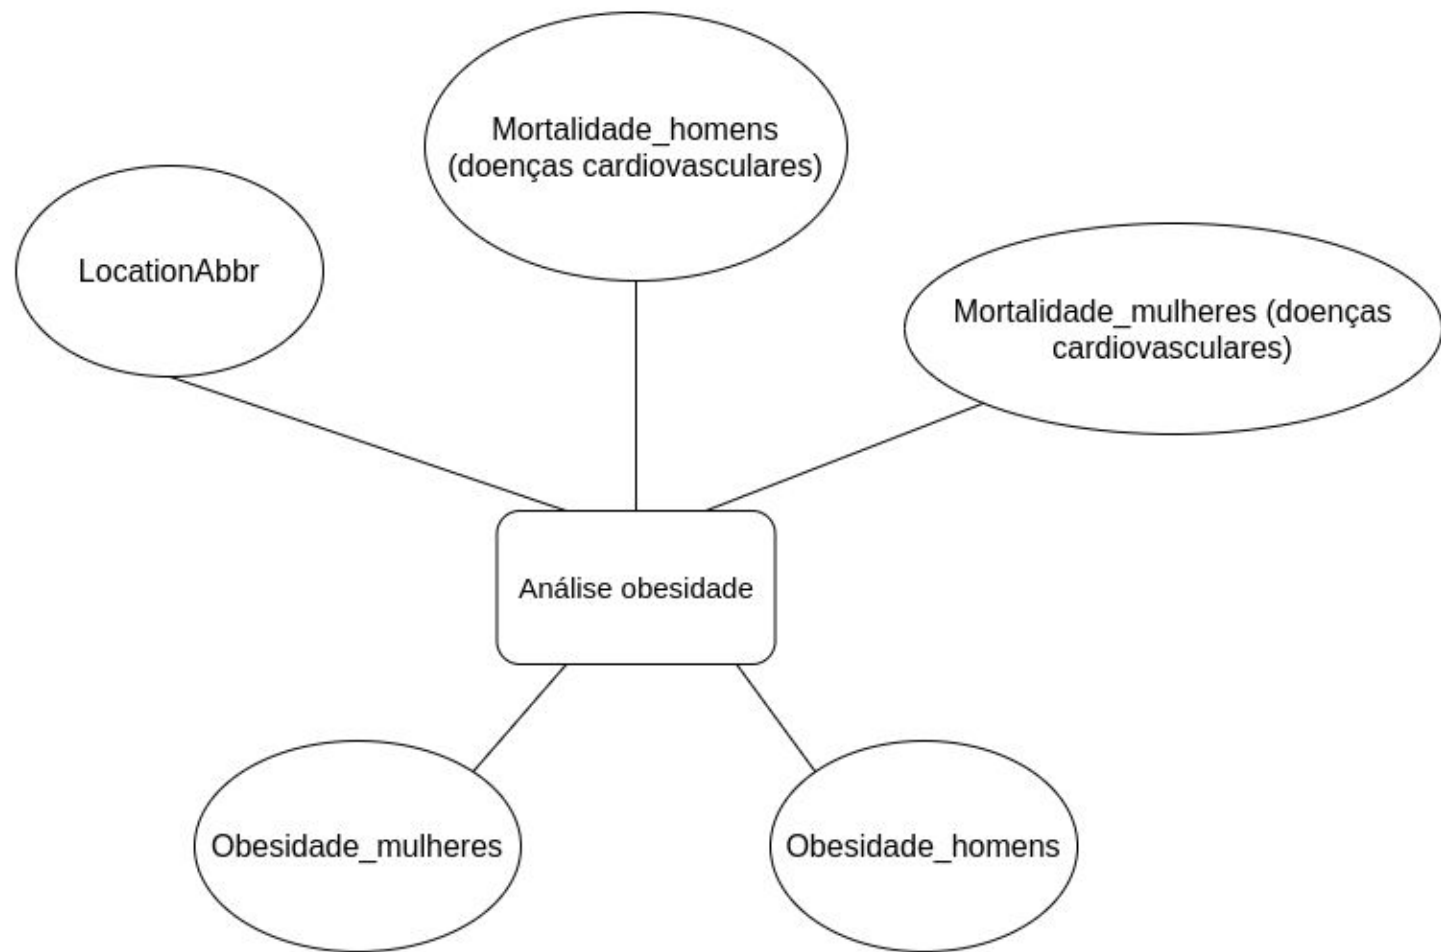 Mortalidade_homens
(doenças cardiovasculares)
LocationAbbr
Mortalidade_mulheres (doenças
cardiovasculares)
Análise obesidade
Obesidade_mulheres
Obesidade_homens